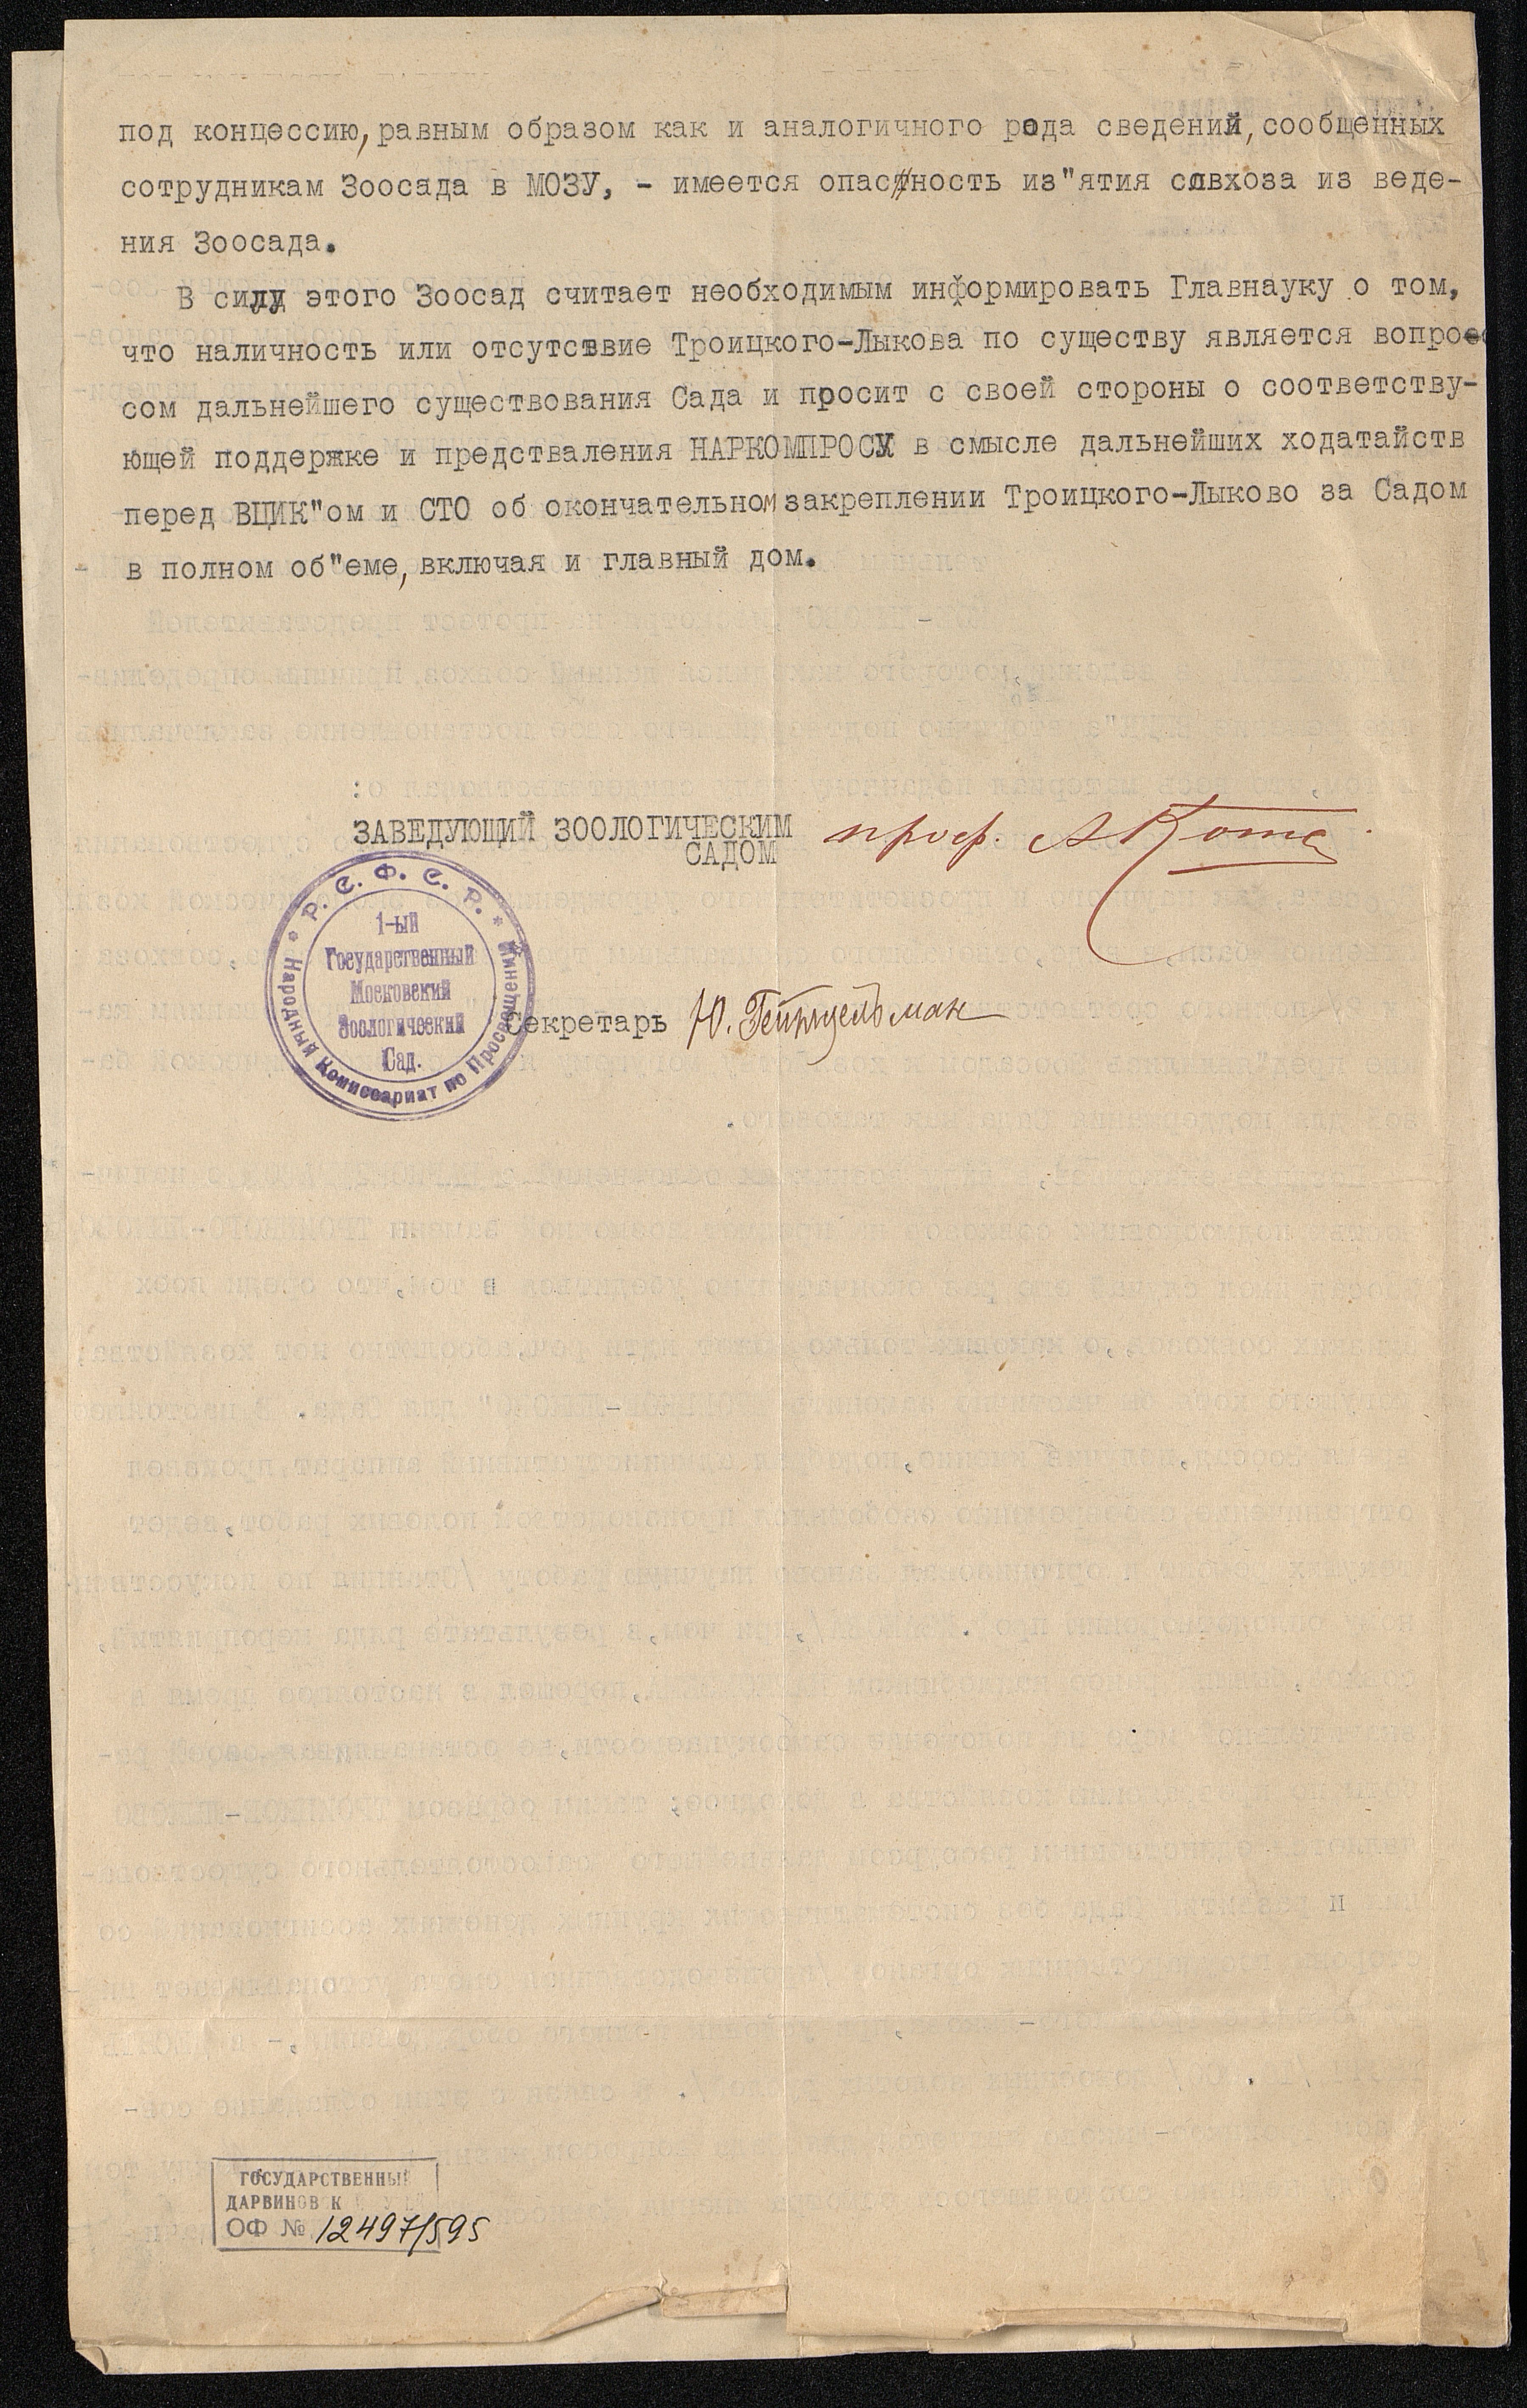 под концессию, равным образом как и аналогичного рода сведений, сообщенных
сотрудникам Зоосада в МОЗУ, - имеется опастность из"ятия совхоза из веде-
ния Зоосада.
В силу этого Зоосад считает необходимым информировать Главнауку о том,
что наличность или отсутствие Троицкого-Лыкова по существу является вопро
сом дальнейшего существования Сада и просит с своей стороны о соответству-
ющей поддержке и представления НАРКОМПРОСУ в смысле дальнейших ходатайств
перед ВЦИК"ом и СТО об окончательном закреплении Троицкого-Лыково за Садом
в полном об"еме, включая и главный дом.
ЗАВЕДУЮЩИЙ ЗООЛОГИЧЕСКИМ
САДОМ
проф. А Котс
* Р. С. Ф. С. Р. *
Народный Комиссариат по Просвещению
1-ый
Государственный
Московский
Зоологический
Сад.
Секретарь
ГОСУДАРСТВЕННЫЙ
ОФ № 12497/595